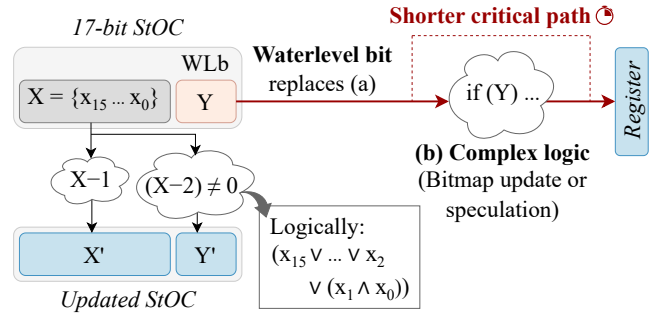 17-bit StOC
Shorter critical path
WLb
Waterlevel bit
replaces (a)
X = {x₁₅ ... x₀}
Y
if (Y) ...
Register
(b) Complex logic
(Bitmap update or
speculation)
X−1
(X−2) ≠ 0
Logically:
(x₁₅ ∨ ... ∨ x₂
∨ (x₁ ∧ x₀))
X'
Y'
Updated StOC